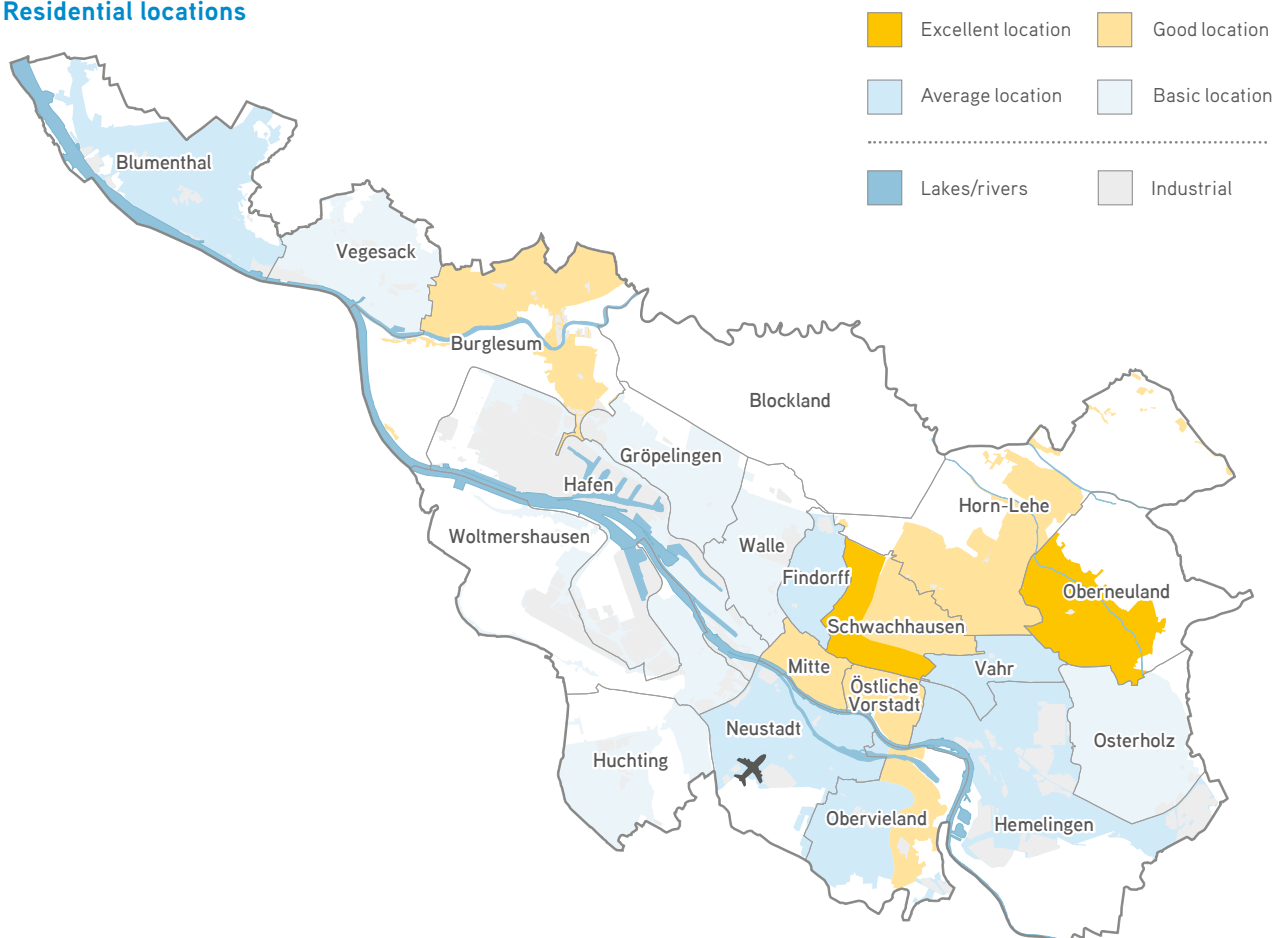 Residential locations
Excellent location
Good location
Average location
Basic location
Lakes/rivers
Industrial
Blumenthal
Vegesack
Burglesum
Blockland
Gröpelingen
Hafen
Horn-Lehe
Woltmershausen
Walle
Findorff
Oberneuland
Schwachhausen
Mitte
Vahr
Östliche
Vorstadt
Neustadt
Osterholz
Huchting
Obervieland
Hemelingen